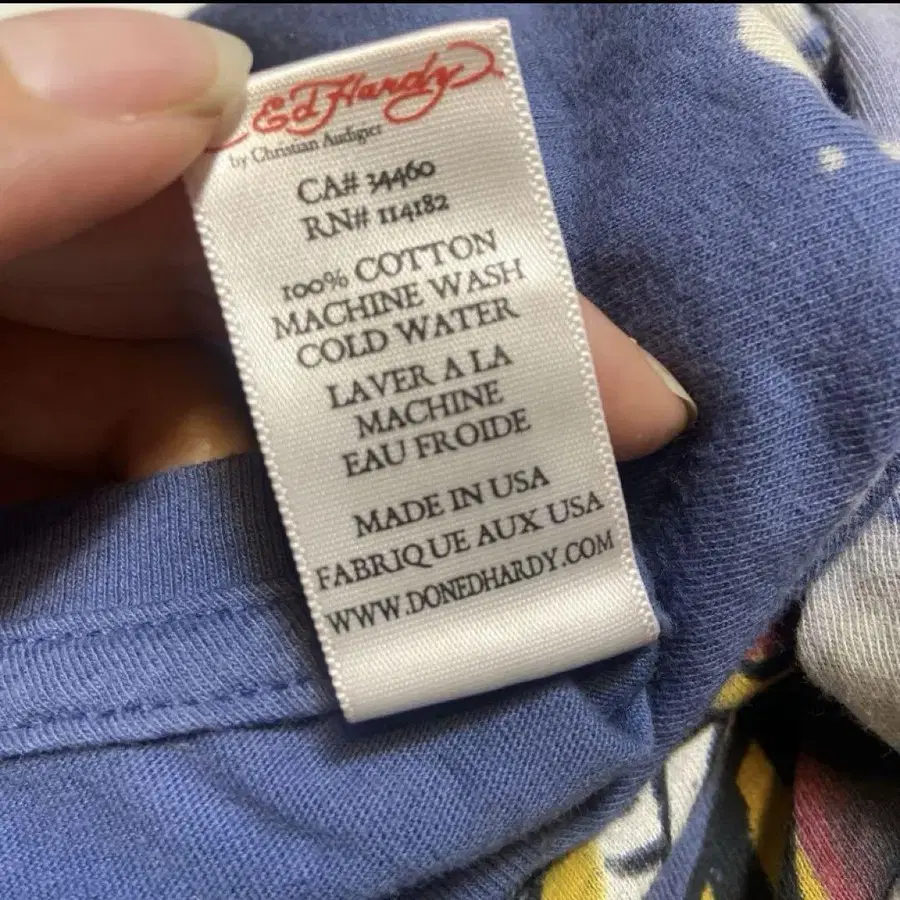 Ed Hardy
by Christian Audigier
CA# 34460
RN# 114182
100% COTTON
MACHINE WASH
COLD WATER
LAVER A LA
MACHINE
EAU FROIDE
MADE IN USA
FABRIQUE AUX USA
WWW.DONEDHARDY.COM